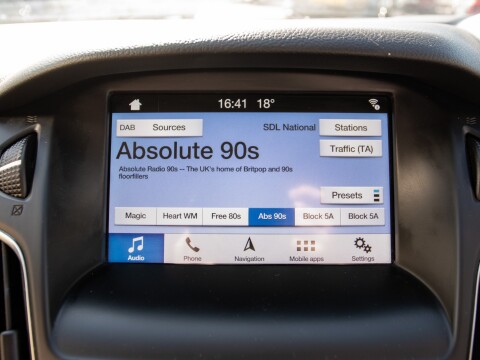 16:41 18°
DAB Sources SDL National Stations
Absolute 90s
Traffic (TA)
Absolute Radio 90s — The UK's home of Britpop and 90s
floorfillers
Presets
Magic Heart WM Free 80s Abs 90s Block 5A Block 5A
Audio Phone Navigation Mobile apps Settings